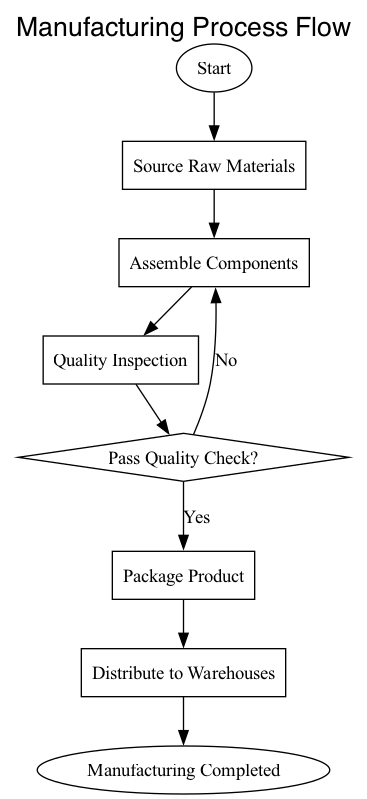 Manufacturing Process Flow
Start
Source Raw Materials
Assemble Components
Quality Inspection
No
Pass Quality Check?
Yes
Package Product
Distribute to Warehouses
Manufacturing Completed